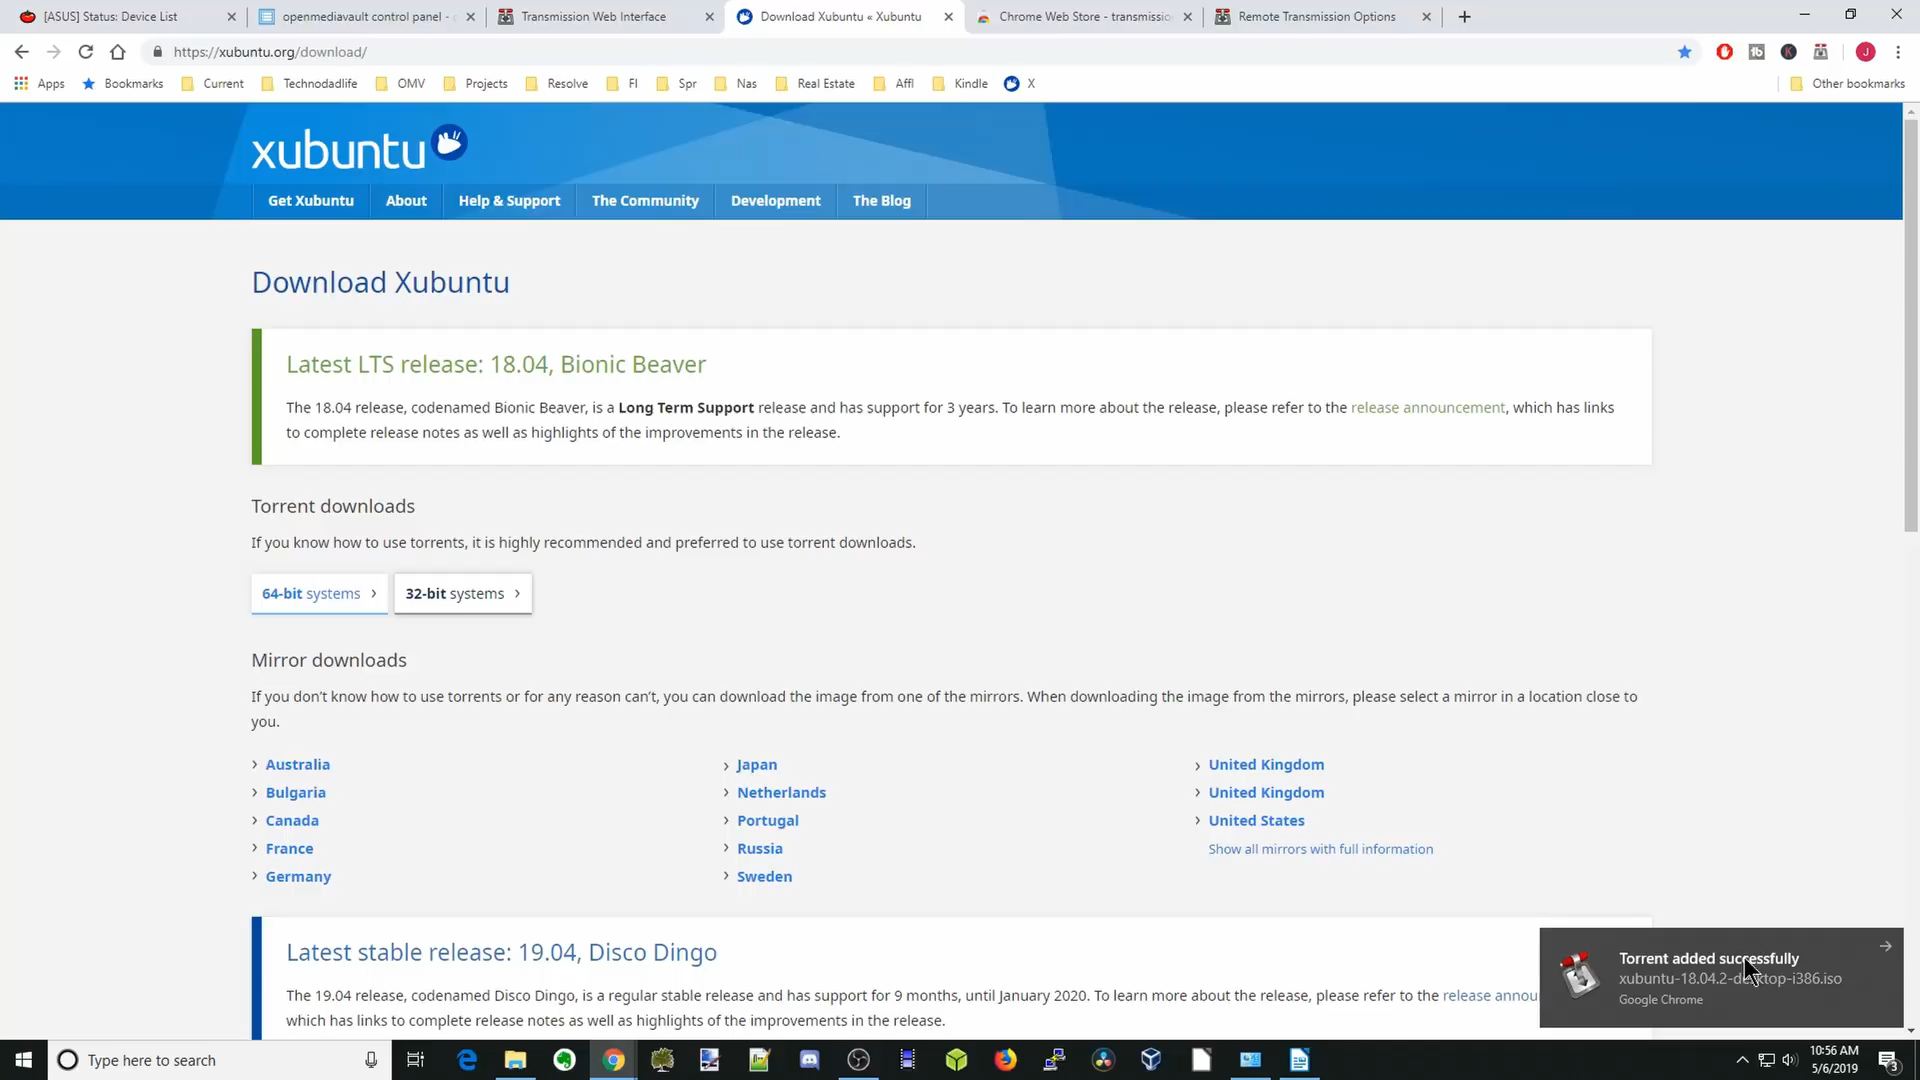 [ASUS] Status: Device List
openmediavault control panel -
Transmission Web Interface
Download Xubuntu « Xubuntu
Chrome Web Store - transmissio
Remote Transmission Options
https://xubuntu.org/download/
J
Apps
Bookmarks
Current
Technodadlife
OMV
Projects
Resolve
FI
Spr
Nas
Real Estate
Affl
Kindle
X
Other bookmarks
xubuntu
Get Xubuntu
About
Help & Support
The Community
Development
The Blog
Download Xubuntu
Latest LTS release: 18.04, Bionic Beaver
The 18.04 release, codenamed Bionic Beaver, is a Long Term Support release and has support for 3 years. To learn more about the release, please refer to the release announcement, which has links
to complete release notes as well as highlights of the improvements in the release.
Torrent downloads
If you know how to use torrents, it is highly recommended and preferred to use torrent downloads.
64-bit systems ›
32-bit systems ›
Mirror downloads
If you don't know how to use torrents or for any reason can't, you can download the image from one of the mirrors. When downloading the image from the mirrors, please select a mirror in a location close to
you.
› Australia
› Bulgaria
› Canada
› France
› Germany
› Japan
› Netherlands
› Portugal
› Russia
› Sweden
› United Kingdom
› United Kingdom
› United States
Show all mirrors with full information
Latest stable release: 19.04, Disco Dingo
The 19.04 release, codenamed Disco Dingo, is a regular stable release and has support for 9 months, until January 2020. To learn more about the release, please refer to the release annou
which has links to complete release notes as well as highlights of the improvements in the release.
Torrent added successfully
xubuntu-18.04.2-desktop-i386.iso
Google Chrome
Type here to search
10:56 AM
5/6/2019
3